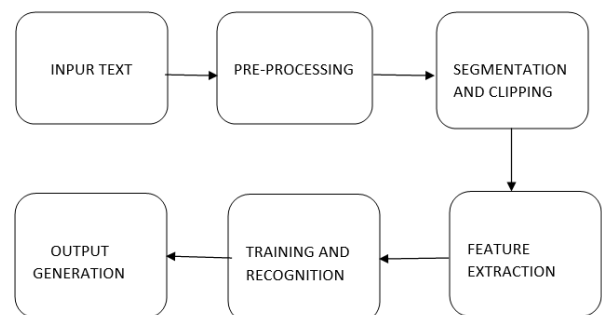 INPUR TEXT
PRE-PROCESSING
SEGMENTATION
AND CLIPPING
FEATURE
EXTRACTION
TRAINING AND
RECOGNITION
OUTPUT
GENERATION